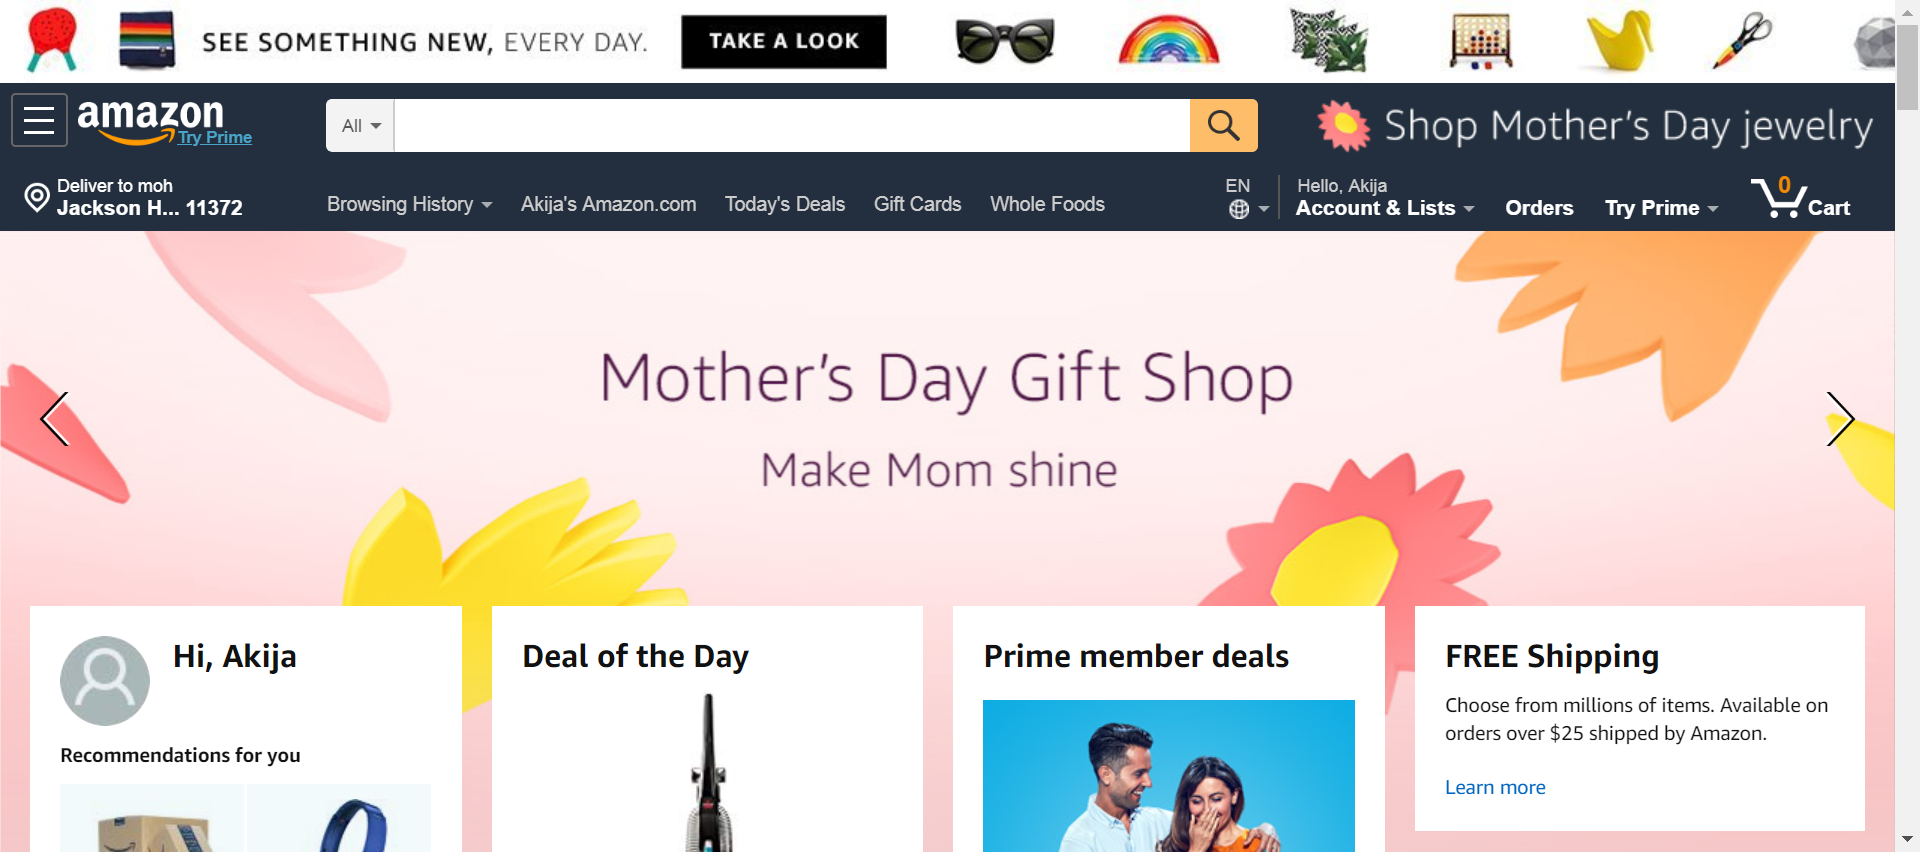 SEE SOMETHING NEW, EVERY DAY.
TAKE A LOOK
amazon
Try Prime
All
Shop Mother's Day jewelry
Deliver to moh
Jackson H... 11372
Browsing History
Akija's Amazon.com
Today's Deals
Gift Cards
Whole Foods
EN
Hello, Akija
Account & Lists
Orders
Try Prime
0
Cart
Mother's Day Gift Shop
Make Mom shine
Hi, Akija
Recommendations for you
Deal of the Day
Prime member deals
FREE Shipping
Choose from millions of items. Available on
orders over $25 shipped by Amazon.
Learn more